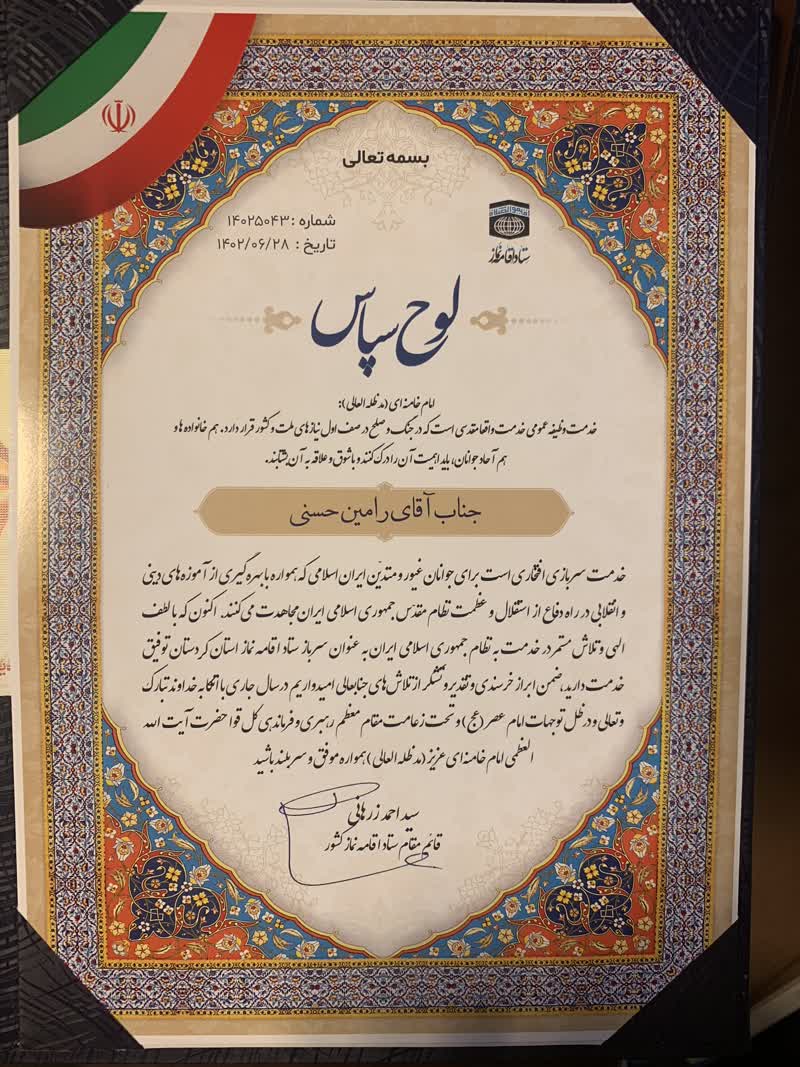 بسمه تعالی
شماره : ۱۴۰۲۵۰۴۳
تاریخ : ۱۴۰۲/۰۶/۲۸
ستاد اقامه نماز
لوح سپاس
امام خامنه ای (مدظله العالی):
خدمت وظیفه عمومی خدمت واقعا مقدسی است که در جنگ و صلح در صف اول نیازهای ملت و کشور قرار دارد. هم خانواده ها و
هم آحاد جوانان، باید اهمیت آن را درک کنند و با شوق و علاقه به آن بشتابند.
جناب آقای رامین حسنی
خدمت سربازی افتخاری است برای جوانان غیور و متدین ایران اسلامی که همواره با بهره گیری از آموزه های دینی
و انقلابی در راه دفاع از استقلال و عظمت نظام مقدس جمهوری اسلامی ایران مجاهدت می کنند. اکنون که با لطف
الهی و تلاش مستمر در خدمت به نظام جمهوری اسلامی ایران به عنوان سرباز ستاد اقامه نماز استان کردستان توفیق
خدمت دارید، ضمن ابراز خرسندی و تقدیر و تشکر از تلاش های جنابعالی امیدواریم در سال جاری با اتکا به خداوند تبارک
وتعالی و در ظل توجهات امام عصر (عج) و تحت زعامت مقام معظم رهبری و فرماندهی کل قوا حضرت آیت الله
العظمی امام خامنه ای عزیز (مدظله العالی) همواره موفق و سربلند باشید
سید احمد زرهانی
قائم مقام ستاد اقامه نماز کشور